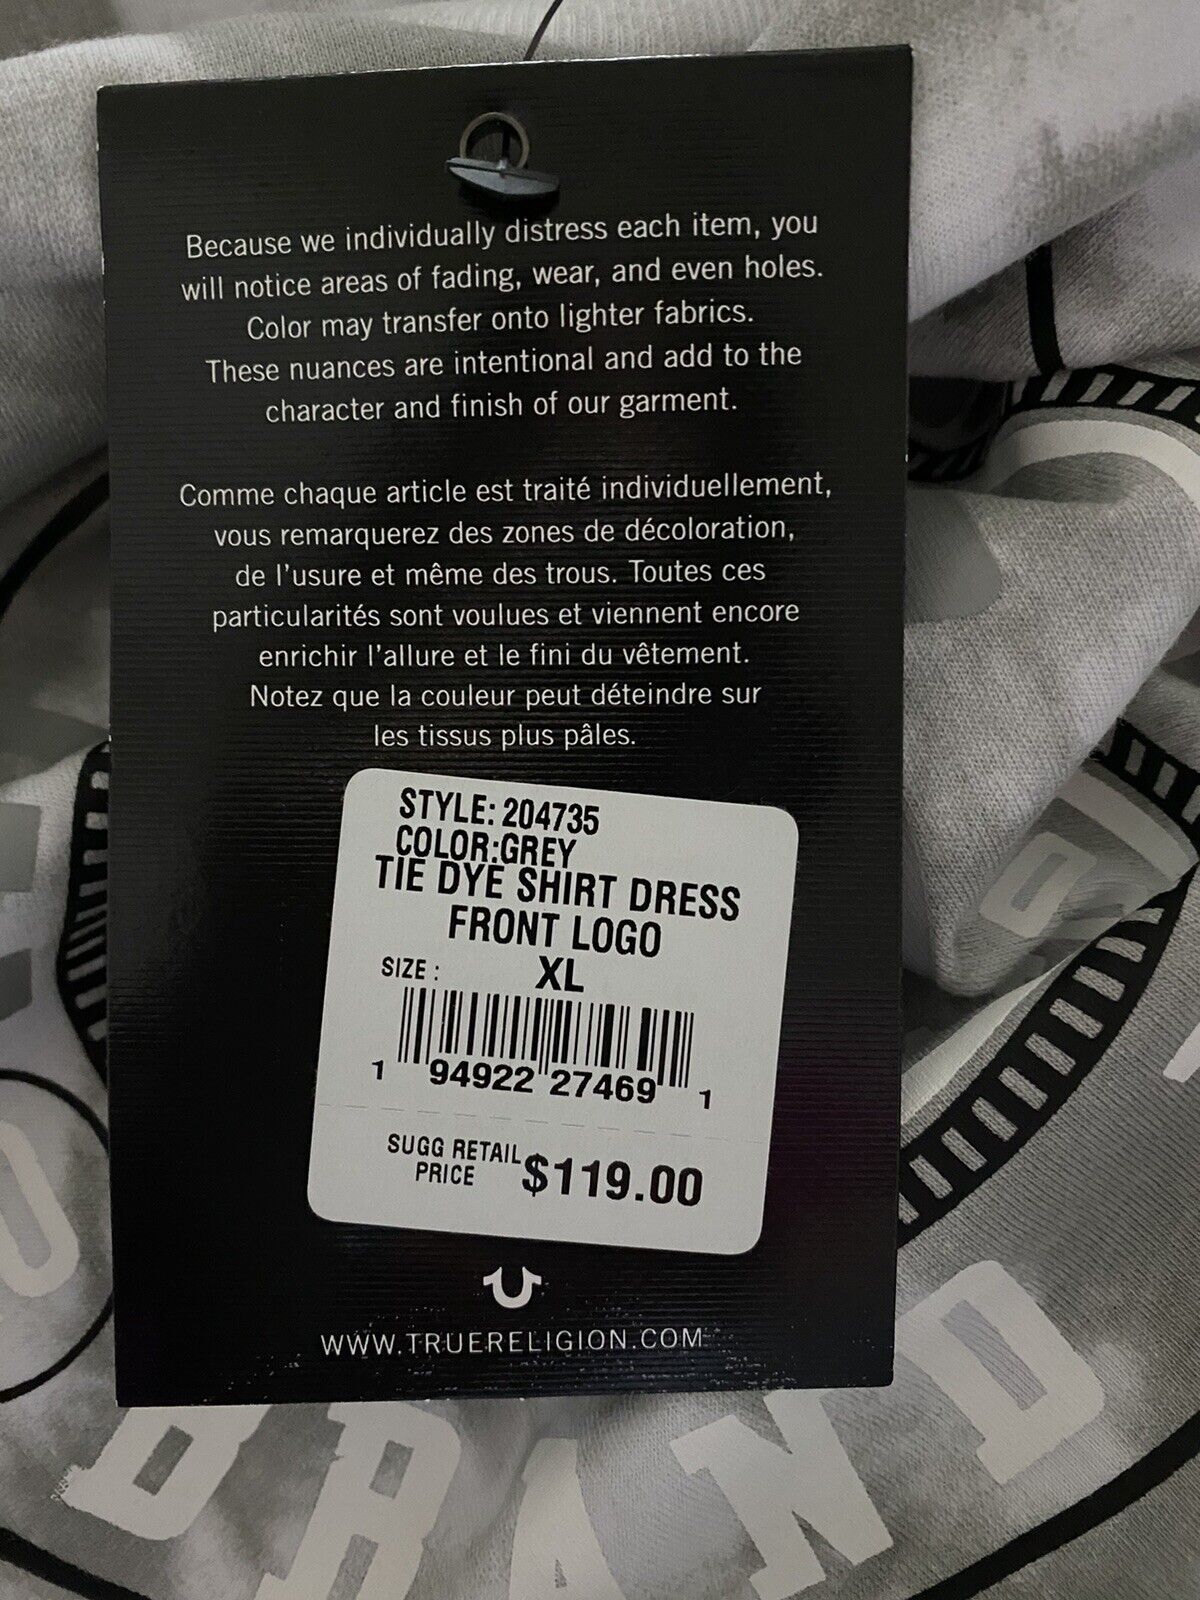 Because we individually distress each item, you
will notice areas of fading, wear, and even holes.
Color may transfer onto lighter fabrics.
These nuances are intentional and add to the
character and finish of our garment.
Comme chaque article est traité individuellement,
vous remarquerez des zones de décoloration,
de l'usure et même des trous. Toutes ces
particularités sont voulues et viennent encore
enrichir l'allure et le fini du vêtement.
Notez que la couleur peut déteindre sur
les tissus plus pâles.
STYLE: 204735
COLOR:GREY
TIE DYE SHIRT DRESS
FRONT LOGO
SIZE: XL
1 94922 27469 1
SUGG RETAIL
PRICE $119.00
WWW.TRUERELIGION.COM
BRAND